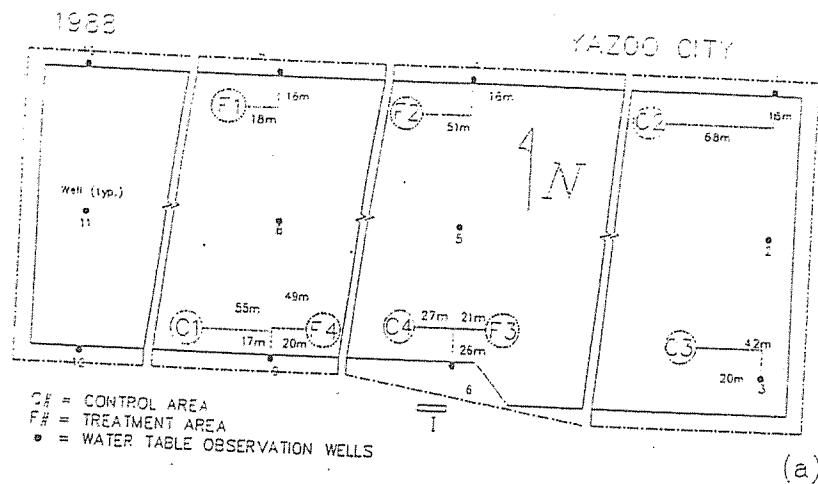 1988
YAZOO CITY
F1
16m
18m
F2
16m
51m
C2
16m
68m
N
Well (typ.)
11
5
2
55m
49m
C1
F4
17m
20m
C4
27m
21m
F3
26m
C3
42m
20m
3
6
I
C# = CONTROL AREA
F# = TREATMENT AREA
• = WATER TABLE OBSERVATION WELLS
(a)